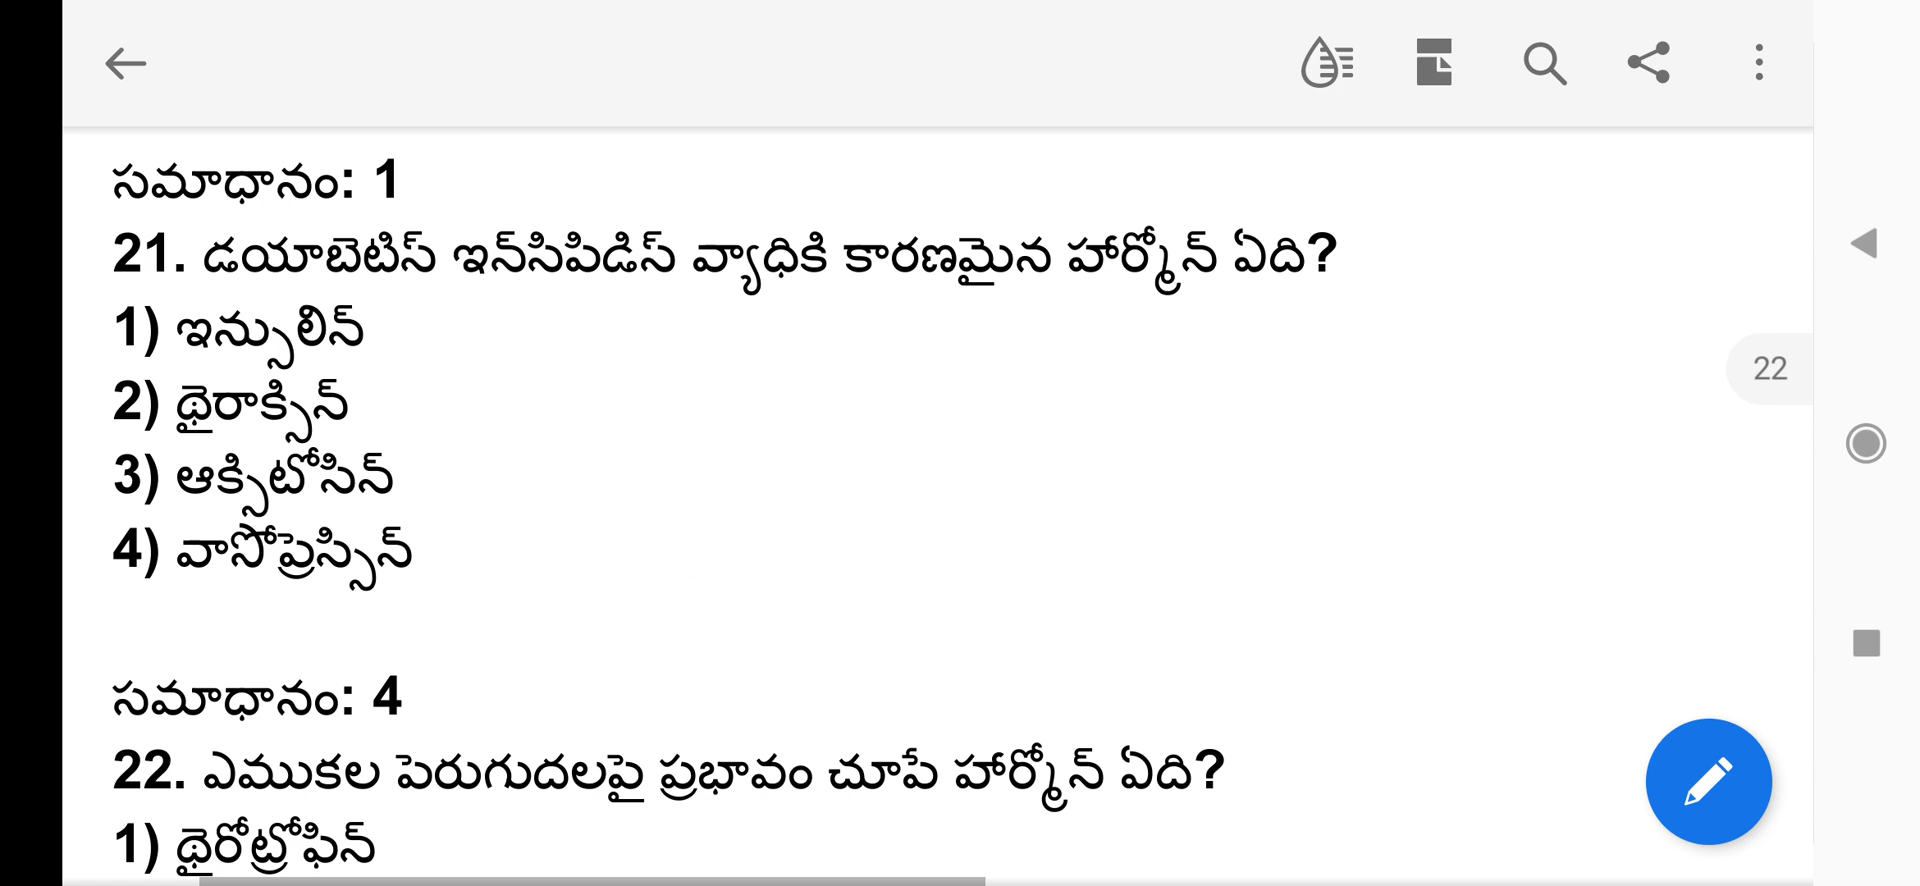 సమాధానం: 1
21. డయాబెటిస్ ఇన్‌సిపిడిస్ వ్యాధికి కారణమైన హార్మోన్ ఏది?
1) ఇన్సులిన్
2) థైరాక్సిన్
3) ఆక్సిటోసిన్
4) వాసోప్రెస్సిన్
22
సమాధానం: 4
22. ఎముకల పెరుగుదలపై ప్రభావం చూపే హార్మోన్ ఏది?
1) థైరోట్రోఫిన్